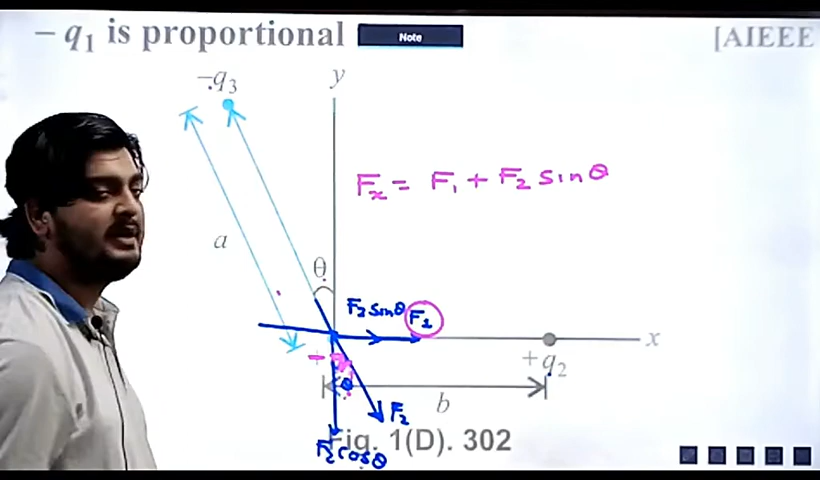 – q1 is proportional
Note
[AIEEE
y
-q3
Fx = F1 + F2 sinθ
a
θ
F2 sinθ
x
+q2
θ
b
F2
Fig. 1(D). 302
F2 cosθ